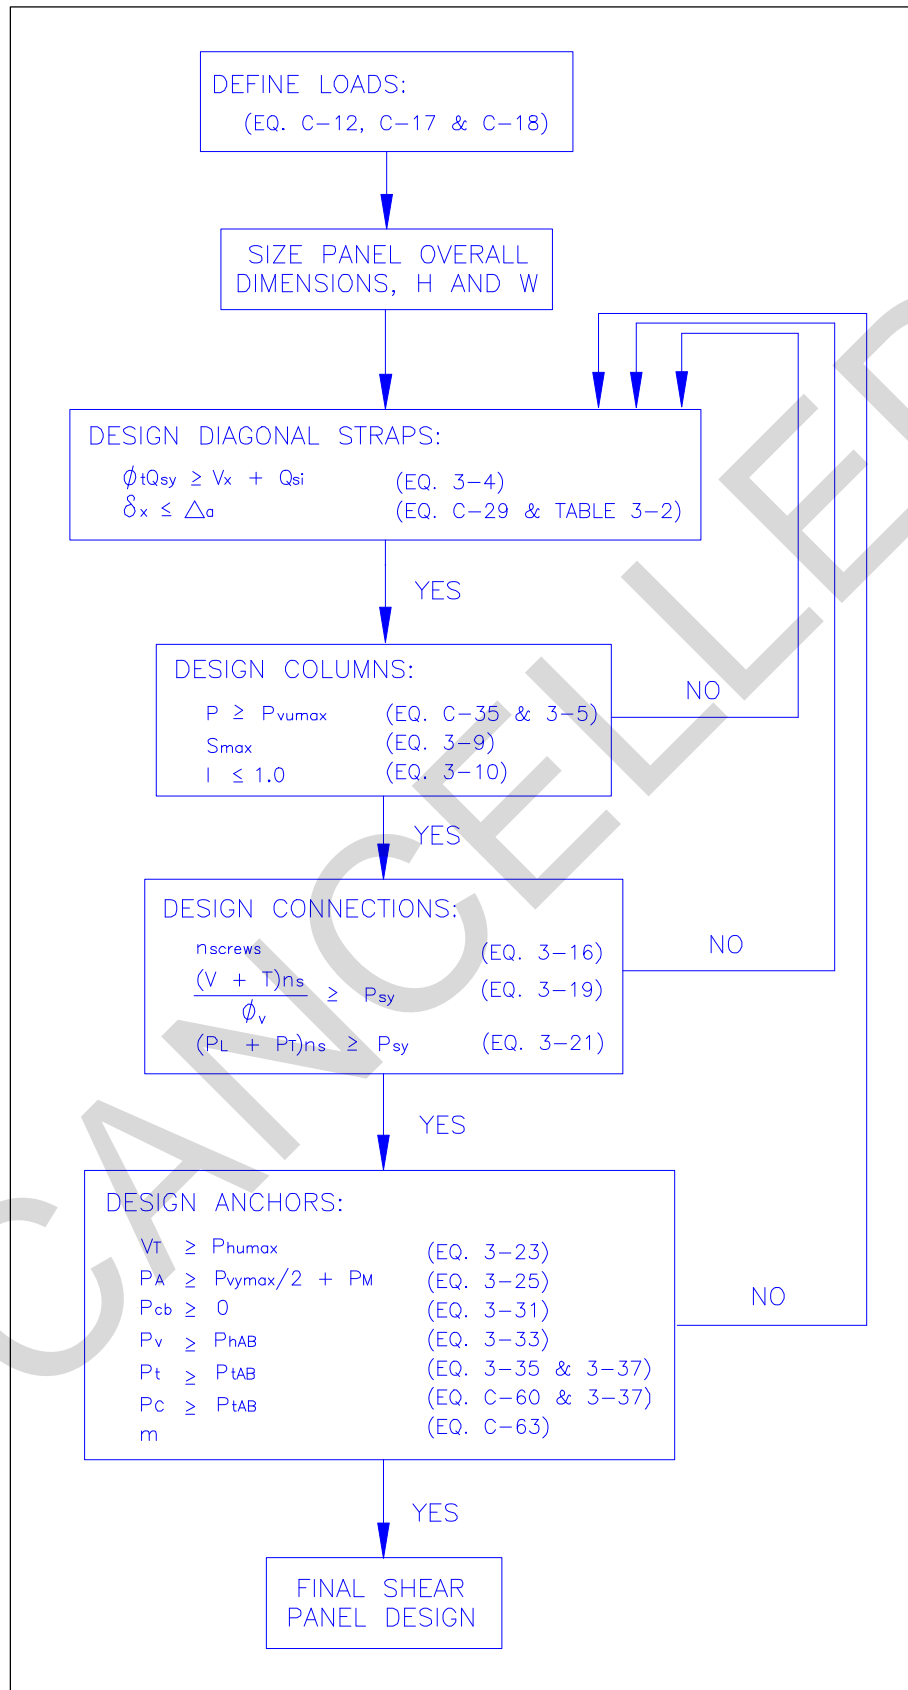 DEFINE LOADS:
(EQ. C-12, C-17 & C-18)
SIZE PANEL OVERALL
DIMENSIONS, H AND W
DESIGN DIAGONAL STRAPS:
ϕtQsy ≥ Vx + Qsi (EQ. 3-4)
δx ≤ △a (EQ. C-29 & TABLE 3-2)
YES
DESIGN COLUMNS:
P ≥ Pvumax (EQ. C-35 & 3-5)
Smax (EQ. 3-9)
I ≤ 1.0 (EQ. 3-10)
NO
YES
DESIGN CONNECTIONS:
nscrews (EQ. 3-16)
(V + T)ns
ϕv
≥ Psy (EQ. 3-19)
(PL + PT)ns ≥ Psy (EQ. 3-21)
NO
YES
DESIGN ANCHORS:
VT ≥ Phumax (EQ. 3-23)
PA ≥ Pvymax/2 + PM (EQ. 3-25)
Pcb ≥ 0 (EQ. 3-31)
Pv ≥ PhAB (EQ. 3-33)
Pt ≥ PtAB (EQ. 3-35 & 3-37)
Pc ≥ PtAB (EQ. C-60 & 3-37)
m (EQ. C-63)
NO
YES
FINAL SHEAR
PANEL DESIGN
CANCELLED